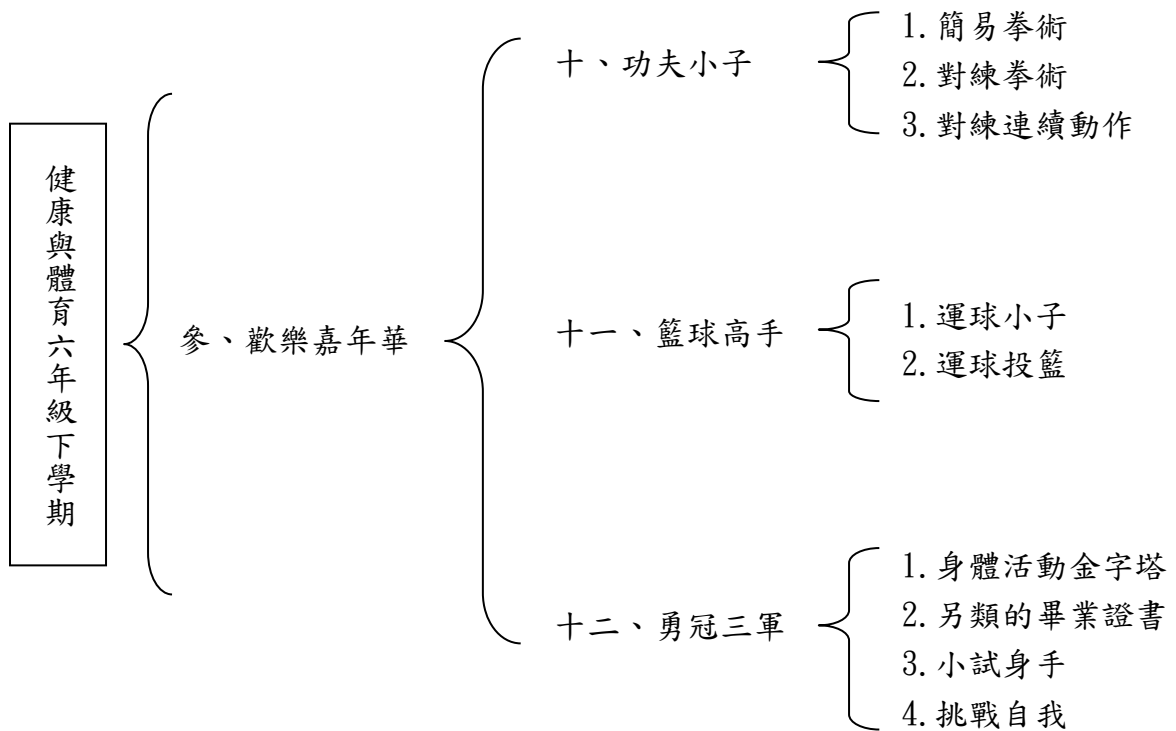 健康與體育六年級下學期
參、歡樂嘉年華
十、功夫小子
1.簡易拳術
2.對練拳術
3.對練連續動作
十一、籃球高手
1.運球小子
2.運球投籃
十二、勇冠三軍
1.身體活動金字塔
2.另類的畢業證書
3.小試身手
4.挑戰自我